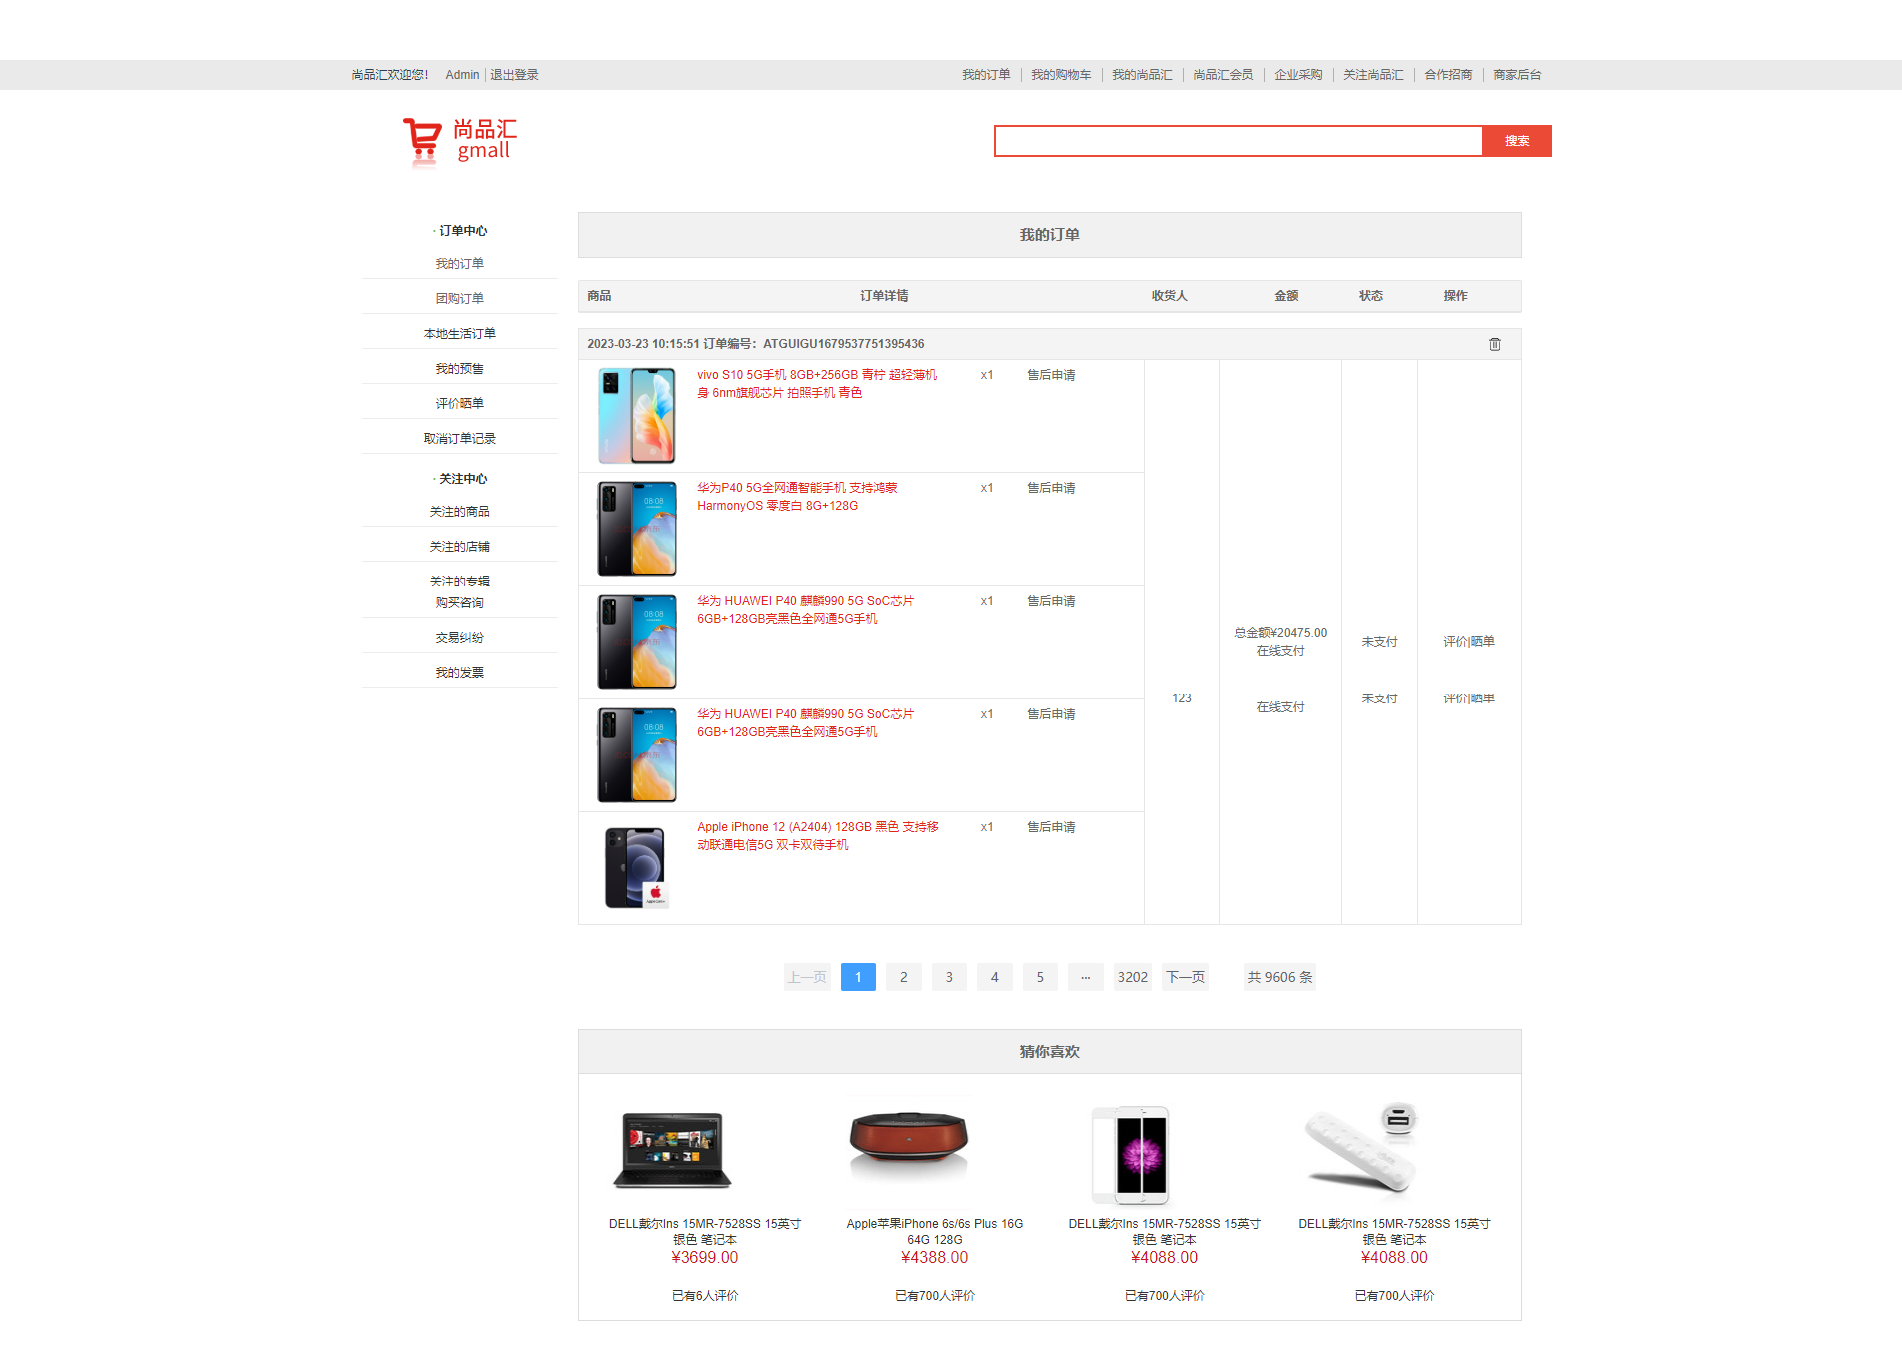 尚品汇欢迎您! Admin 退出登录
我的订单 我的购物车 我的尚品汇 尚品汇会员 企业采购 关注尚品汇 合作招商 商家后台
尚品汇
gmall
搜索
· 订单中心
我的订单
团购订单
本地生活订单
我的预售
评价晒单
取消订单记录
· 关注中心
关注的商品
关注的店铺
关注的专辑
购买咨询
交易纠纷
我的发票
我的订单
商品 订单详情 收货人 金额 状态 操作
2023-03-23 10:15:51 订单编号：ATGUIGU1679537751395436
vivo S10 5G手机 8GB+256GB 青柠 超轻薄机
身 6nm旗舰芯片 拍照手机 青色
x1 售后申请
华为P40 5G全网通智能手机 支持鸿蒙
HarmonyOS 零度白 8G+128G
x1 售后申请
华为 HUAWEI P40 麒麟990 5G SoC芯片
6GB+128GB亮黑色全网通5G手机
x1 售后申请
华为 HUAWEI P40 麒麟990 5G SoC芯片
6GB+128GB亮黑色全网通5G手机
x1 售后申请
Apple iPhone 12 (A2404) 128GB 黑色 支持移
动联通电信5G 双卡双待手机
x1 售后申请
总金额¥20475.00
在线支付
未支付 评价|晒单
123
在线支付
未支付 评价|晒单
上一页 1 2 3 4 5 ··· 3202 下一页 共 9606 条
猜你喜欢
DELL戴尔Ins 15MR-7528SS 15英寸
银色 笔记本
¥3699.00
已有6人评价
Apple苹果iPhone 6s/6s Plus 16G
64G 128G
¥4388.00
已有700人评价
DELL戴尔Ins 15MR-7528SS 15英寸
银色 笔记本
¥4088.00
已有700人评价
DELL戴尔Ins 15MR-7528SS 15英寸
银色 笔记本
¥4088.00
已有700人评价